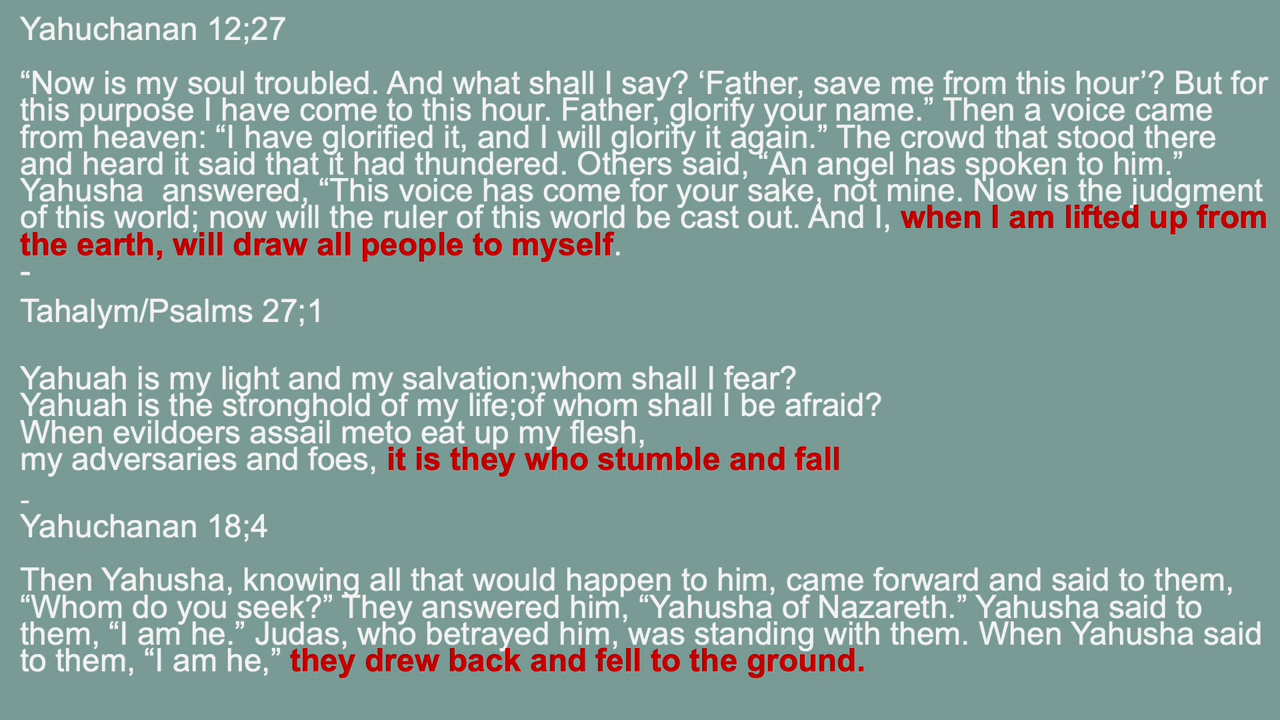 Yahuchanan 12;27
“Now is my soul troubled. And what shall I say? ‘Father, save me from this hour’? But for
this purpose I have come to this hour. Father, glorify your name.” Then a voice came
from heaven: “I have glorified it, and I will glorify it again.” The crowd that stood there
and heard it said that it had thundered. Others said, “An angel has spoken to him.”
Yahusha  answered, “This voice has come for your sake, not mine. Now is the judgment
of this world; now will the ruler of this world be cast out. And I, when I am lifted up from
the earth, will draw all people to myself.
-
Tahalym/Psalms 27;1
Yahuah is my light and my salvation;whom shall I fear?
Yahuah is the stronghold of my life;of whom shall I be afraid?
When evildoers assail meto eat up my flesh,
my adversaries and foes, it is they who stumble and fall
-
Yahuchanan 18;4
Then Yahusha, knowing all that would happen to him, came forward and said to them,
“Whom do you seek?” They answered him, “Yahusha of Nazareth.” Yahusha said to
them, “I am he.” Judas, who betrayed him, was standing with them. When Yahusha said
to them, “I am he,” they drew back and fell to the ground.